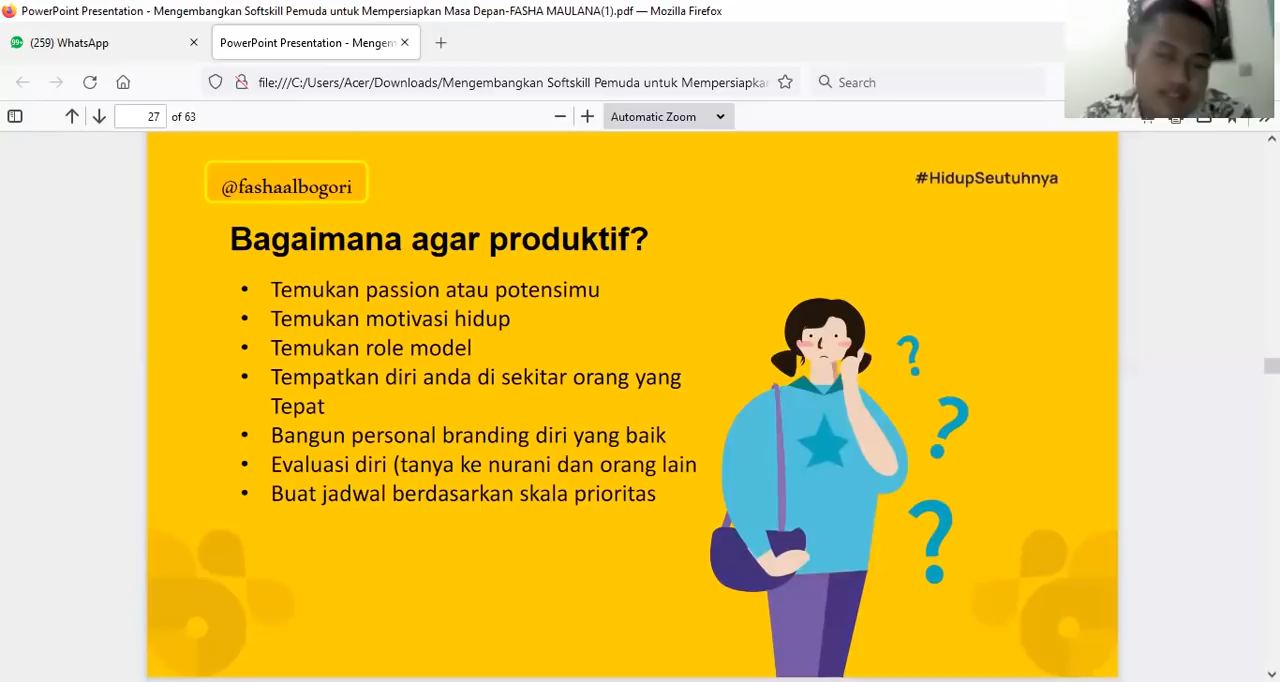 PowerPoint Presentation - Mengembangkan Softskill Pemuda untuk Mempersiapkan Masa Depan-FASHA MAULANA(1).pdf — Mozilla Firefox
(259) WhatsApp
PowerPoint Presentation - Mengem
file:///C:/Users/Acer/Downloads/Mengembangkan Softskill Pemuda untuk Mempersiapka
Search
27 of 63
Automatic Zoom
@fashaalbogori
#HidupSeutuhnya
Bagaimana agar produktif?
• Temukan passion atau potensimu
• Temukan motivasi hidup
• Temukan role model
• Tempatkan diri anda di sekitar orang yang
Tepat
• Bangun personal branding diri yang baik
• Evaluasi diri (tanya ke nurani dan orang lain
• Buat jadwal berdasarkan skala prioritas